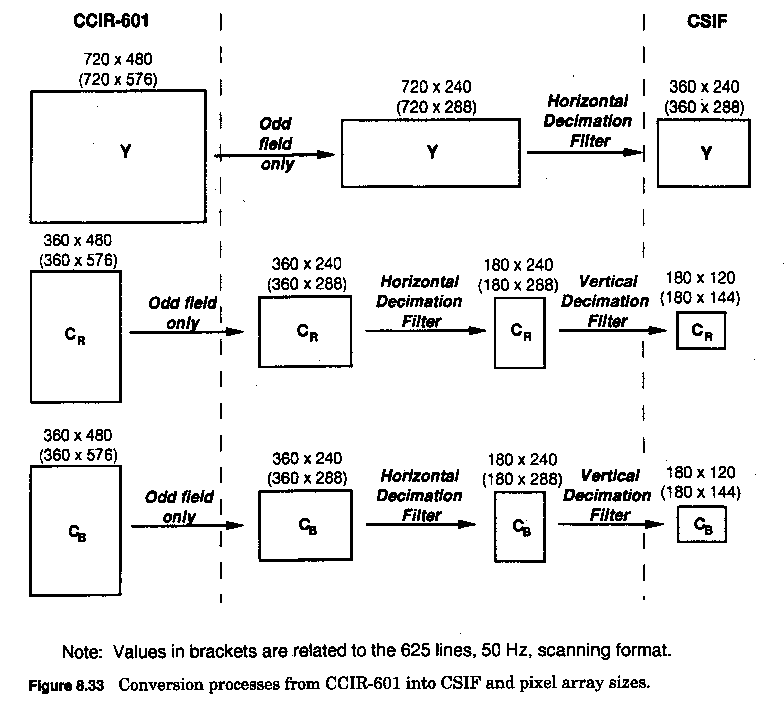 CCIR-601
CSIF
720 x 480
(720 x 576)
Y
Odd
field
only
720 x 240
(720 x 288)
Y
Horizontal
Decimation
Filter
360 x 240
(360 x 288)
Y
360 x 480
(360 x 576)
CR
Odd field
only
360 x 240
(360 x 288)
CR
Horizontal
Decimation
Filter
180 x 240
(180 x 288)
CR
Vertical
Decimation
Filter
180 x 120
(180 x 144)
CR
360 x 480
(360 x 576)
CB
Odd field
only
360 x 240
(360 x 288)
CB
Horizontal
Decimation
Filter
180 x 240
(180 x 288)
CB
Vertical
Decimation
Filter
180 x 120
(180 x 144)
CB
Note: Values in brackets are related to the 625 lines, 50 Hz, scanning format.
Figure 8.33 Conversion processes from CCIR-601 into CSIF and pixel array sizes.